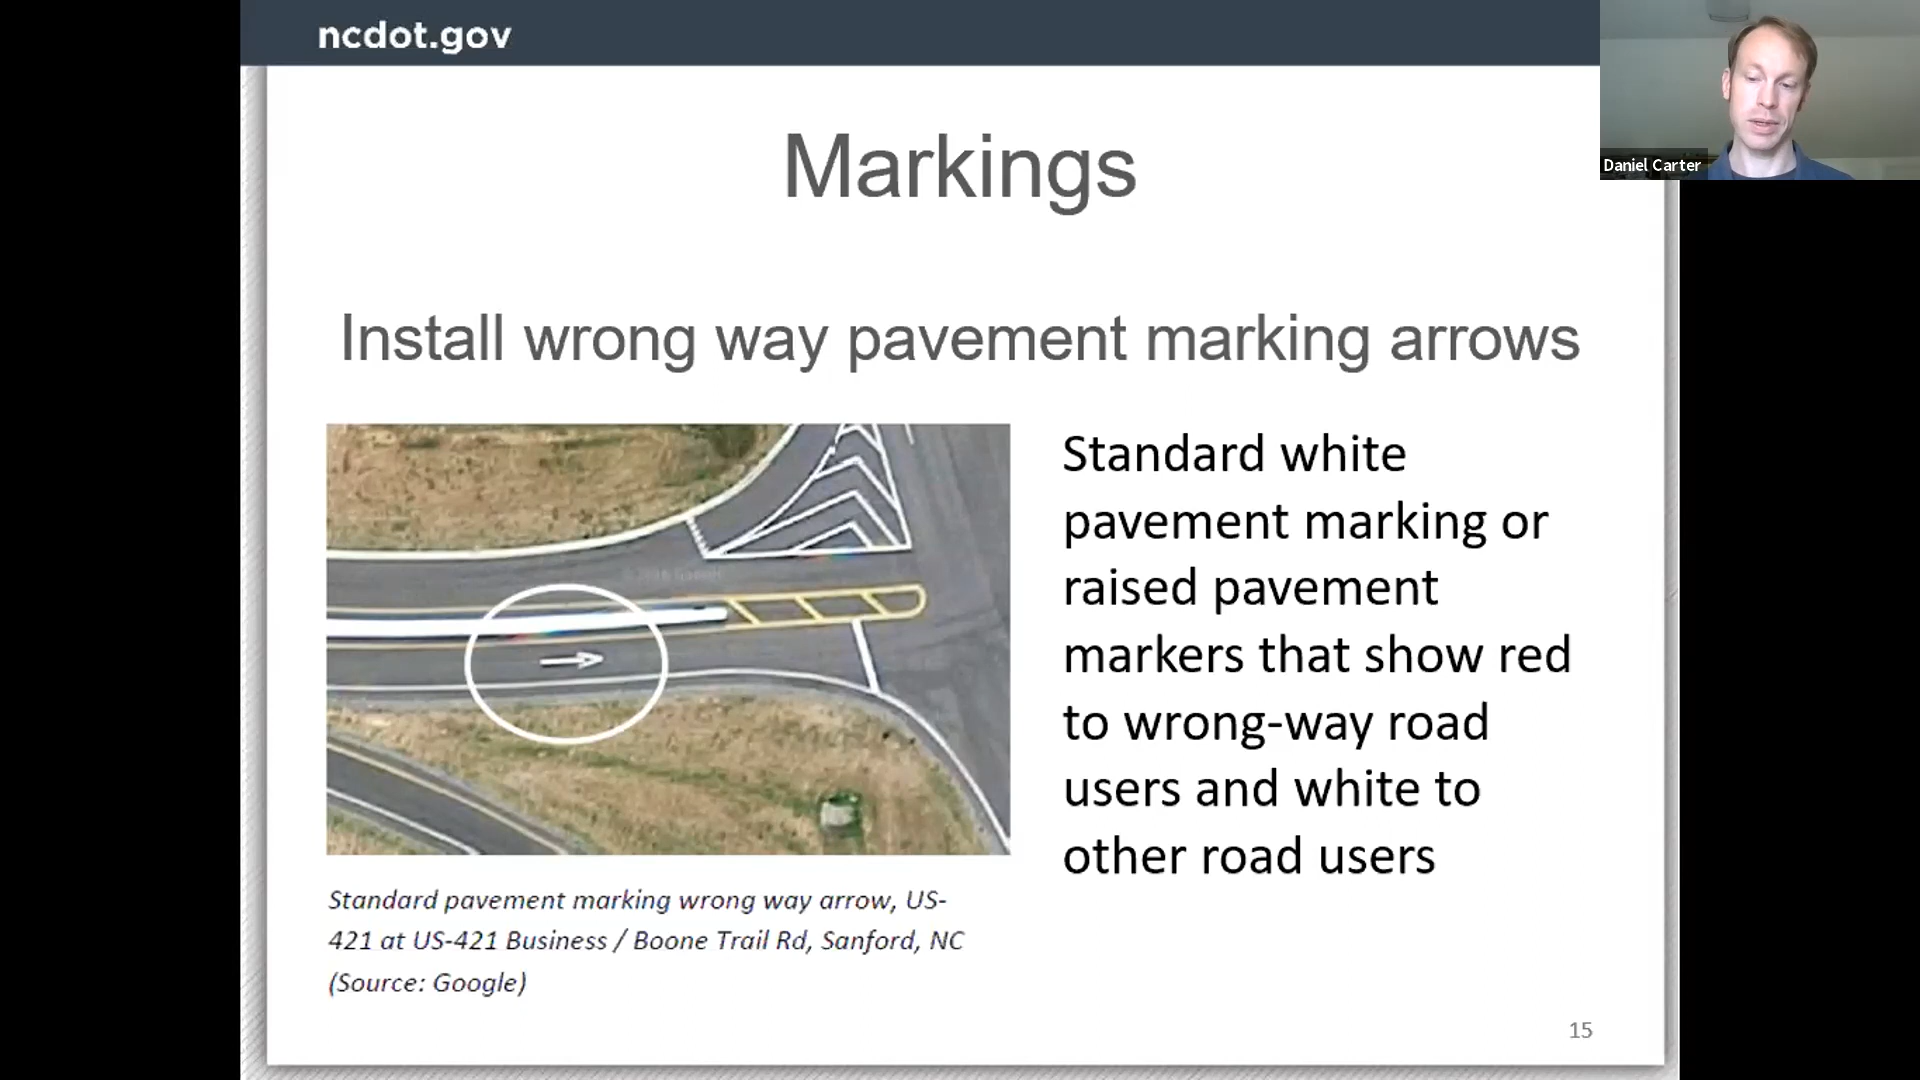 ncdot.gov
Daniel Carter
Markings
Install wrong way pavement marking arrows
Standard white
pavement marking or
raised pavement
markers that show red
to wrong-way road
users and white to
other road users
Standard pavement marking wrong way arrow, US-
421 at US-421 Business / Boone Trail Rd, Sanford, NC
(Source: Google)
15